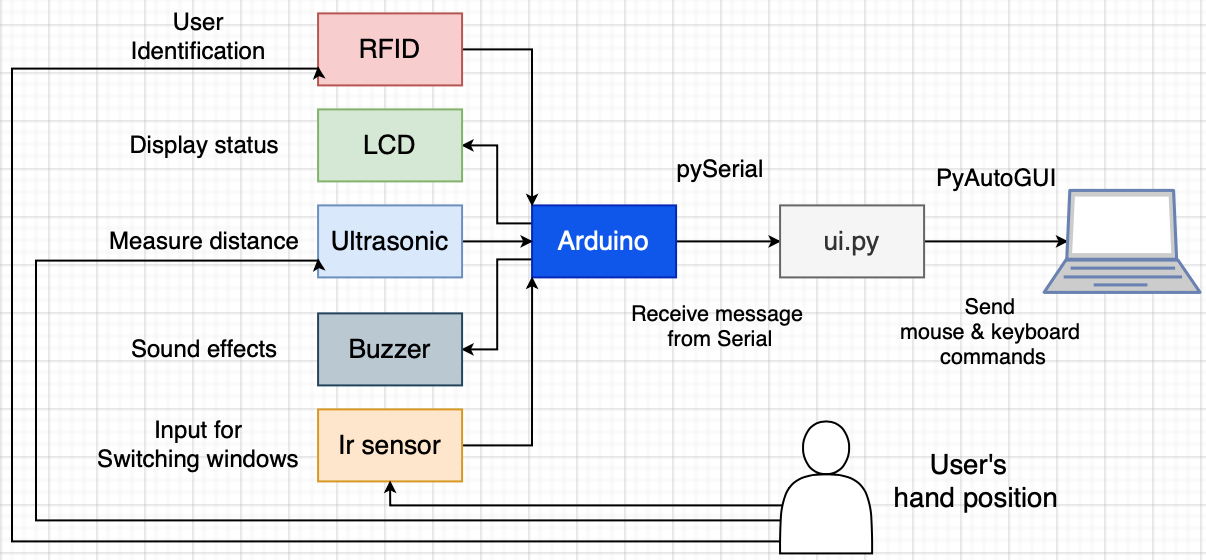 User
Identification
RFID
Display status
LCD
Measure distance
Ultrasonic
Sound effects
Buzzer
Input for
Switching windows
Ir sensor
Arduino
pySerial
Receive message
from Serial
ui.py
PyAutoGUI
Send
mouse & keyboard
commands
User's
hand position